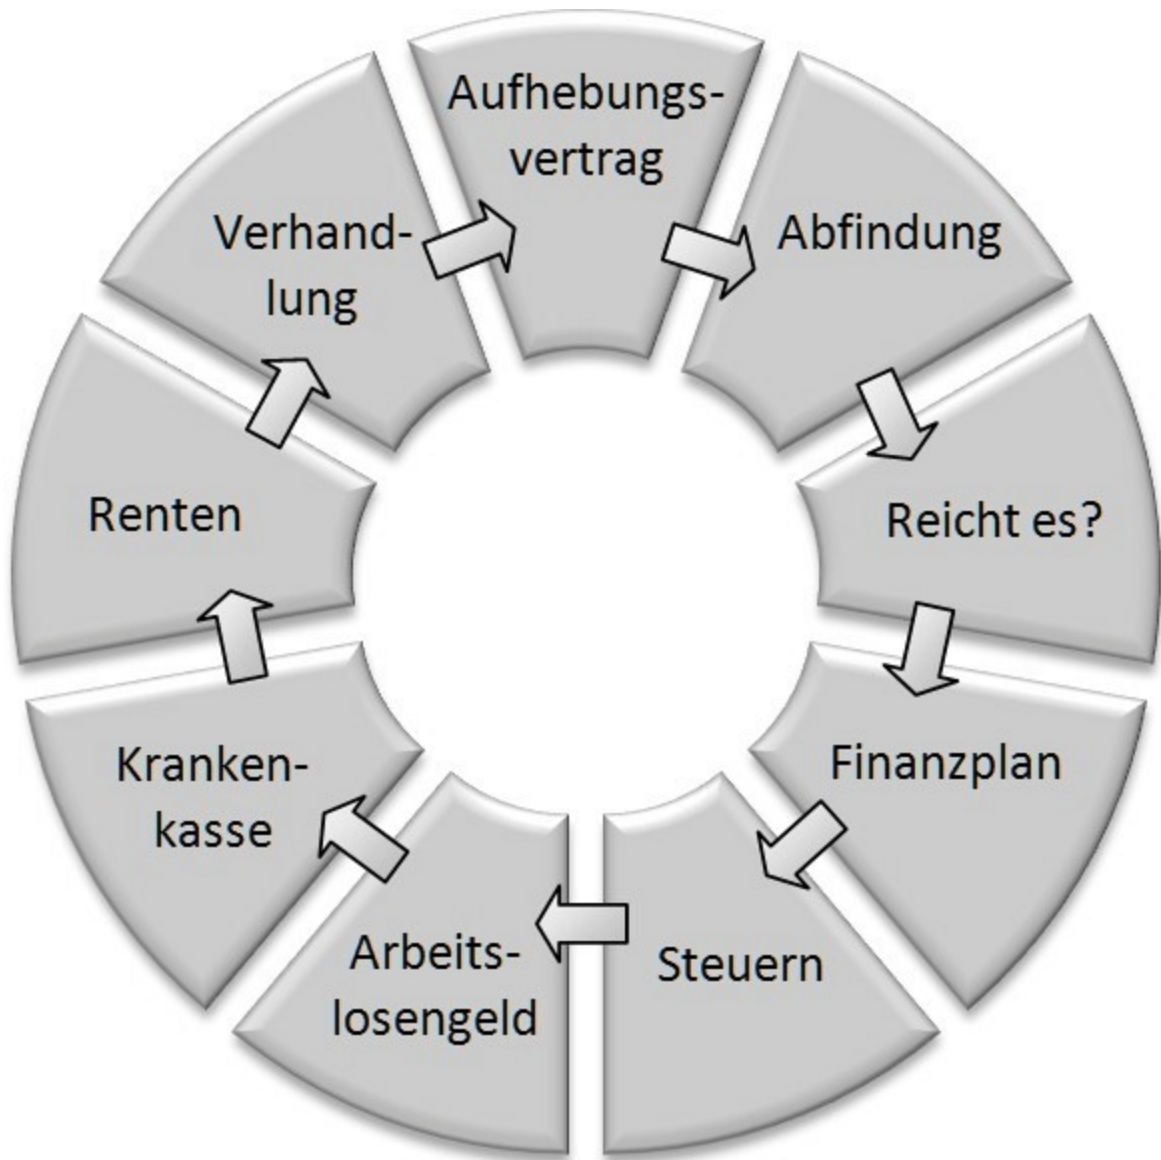 Aufhebungs-
vertrag
Abfindung
Reicht es?
Finanzplan
Steuern
Arbeits-
losengeld
Kranken-
kasse
Renten
Verhand-
lung